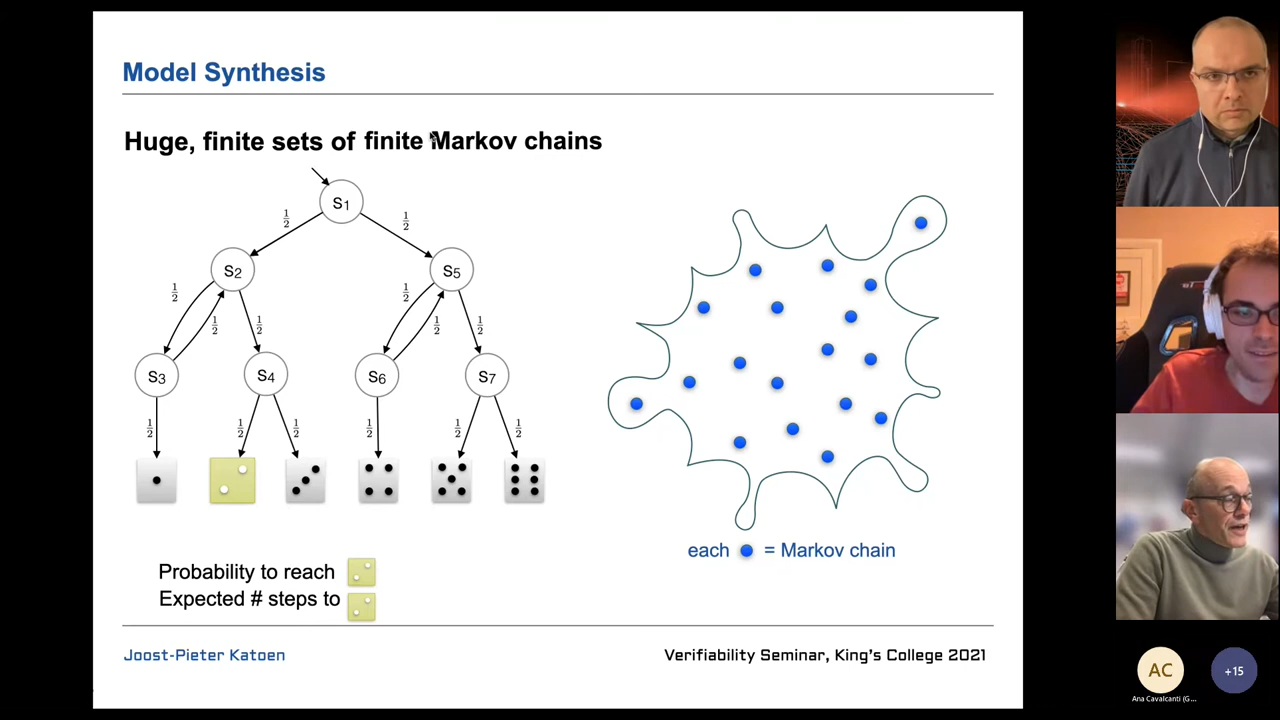 Model Synthesis
Huge, finite sets of finite Markov chains
S1
1/2
1/2
S2
S5
1/2
1/2
1/2
1/2
1/2
1/2
S3
S4
S6
S7
1/2
1/2
1/2
1/2
1/2
1/2
each = Markov chain
Probability to reach
Expected # steps to
Joost-Pieter Katoen
Verifiability Seminar, King's College 2021
AC
+15
Ana Cavalcanti (G...